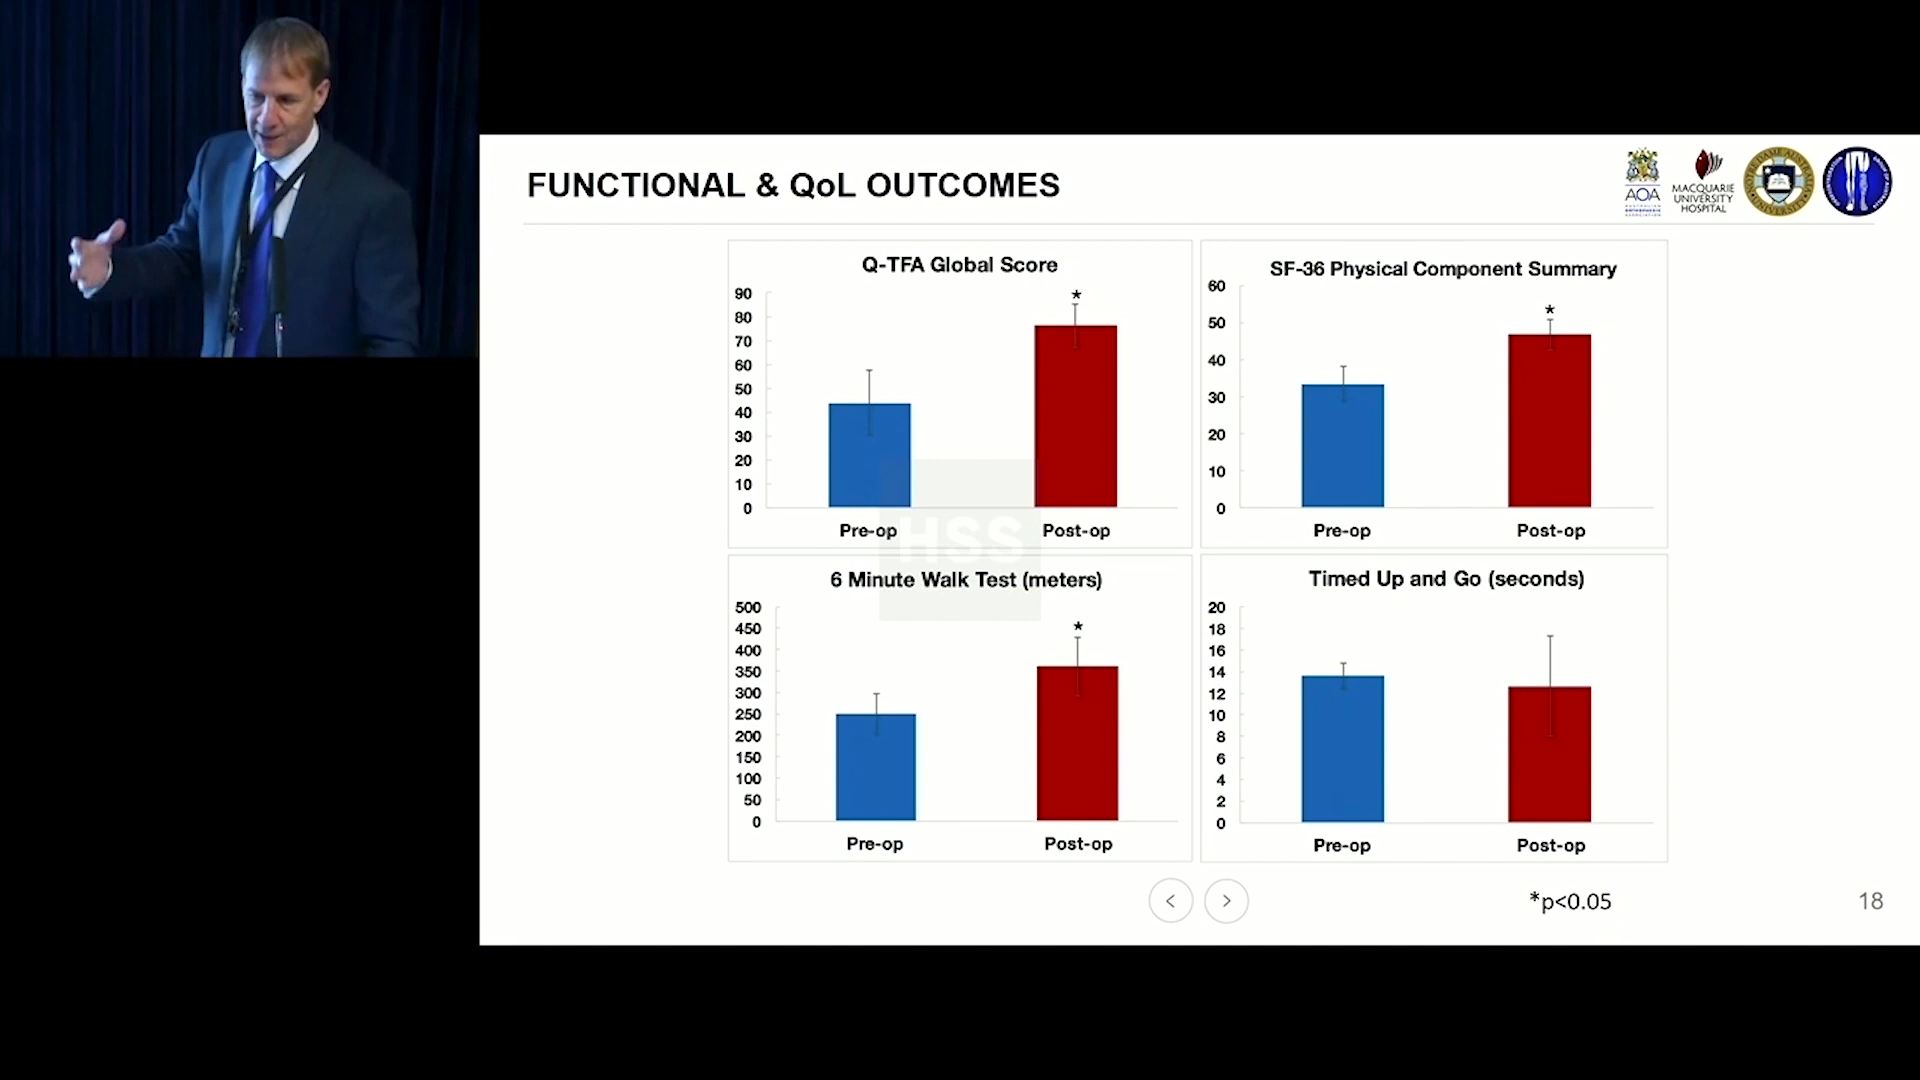 FUNCTIONAL & QoL OUTCOMES
AOA
MACQUARIE
UNIVERSITY
HOSPITAL
Q-TFA Global Score
90
80
70
60
50
40
30
20
10
0
*
Pre-op
Post-op
SF-36 Physical Component Summary
60
50
40
30
20
10
0
*
Pre-op
Post-op
HSS
6 Minute Walk Test (meters)
500
450
400
350
300
250
200
150
100
50
0
*
Pre-op
Post-op
Timed Up and Go (seconds)
20
18
16
14
12
10
8
6
4
2
0
Pre-op
Post-op
*p<0.05
18